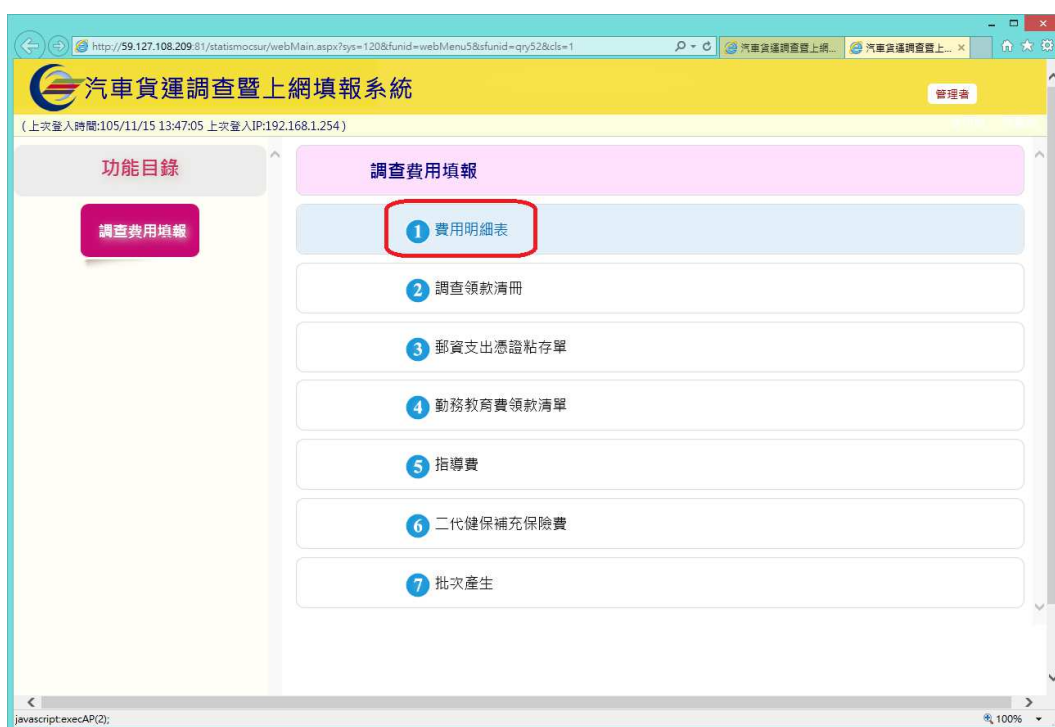 http://59.127.108.209:81/statismocsur/webMain.aspx?sys=120&funid=webMenu5&sfunid=qry52&cls=1
汽車貨運調查暨上網...
汽車貨運調查暨上...
汽車貨運調查暨上網填報系統
管理者
(上次登入時間:105/11/15 13:47:05 上次登入IP:192.168.1.254)
功能目錄
調查費用填報
調查費用填報
1 費用明細表
2 調查領款清冊
3 郵資支出憑證粘存單
4 勤務教育費領款清單
5 指導費
6 二代健保補充保險費
7 批次產生
javascript:execAP(2);
100%